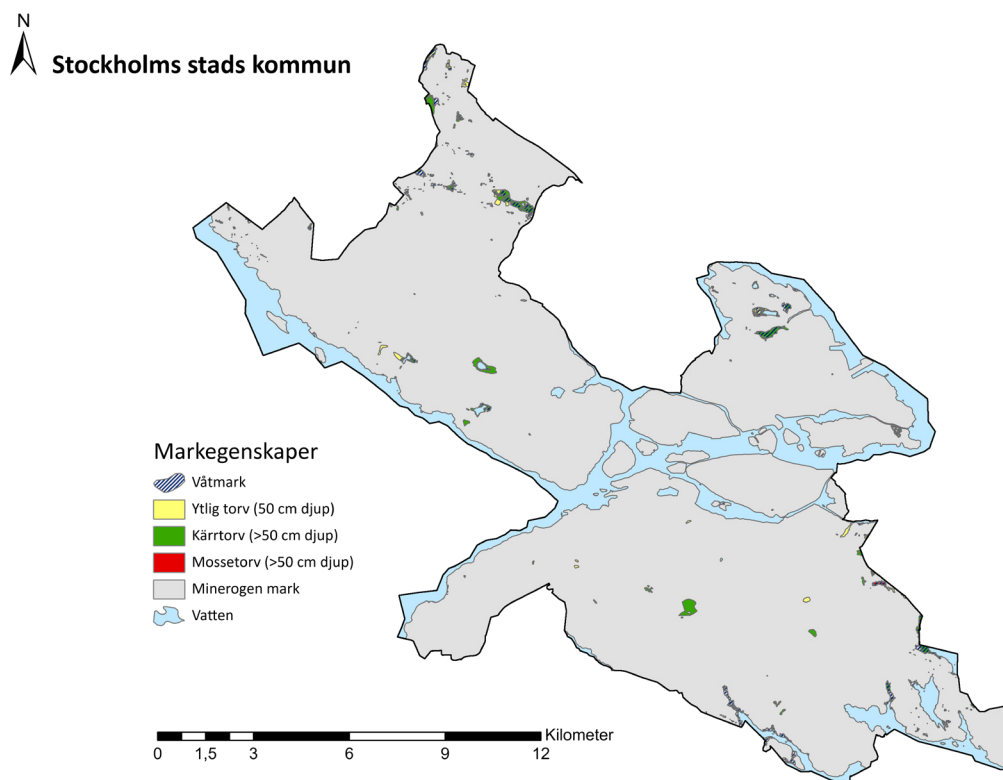 N
Stockholms stads kommun
Markegenskaper
Våtmark
Ytlig torv (50 cm djup)
Kärrtorv (>50 cm djup)
Mossetorv (>50 cm djup)
Minerogen mark
Vatten
Kilometer
0 1,5 3 6 9 12